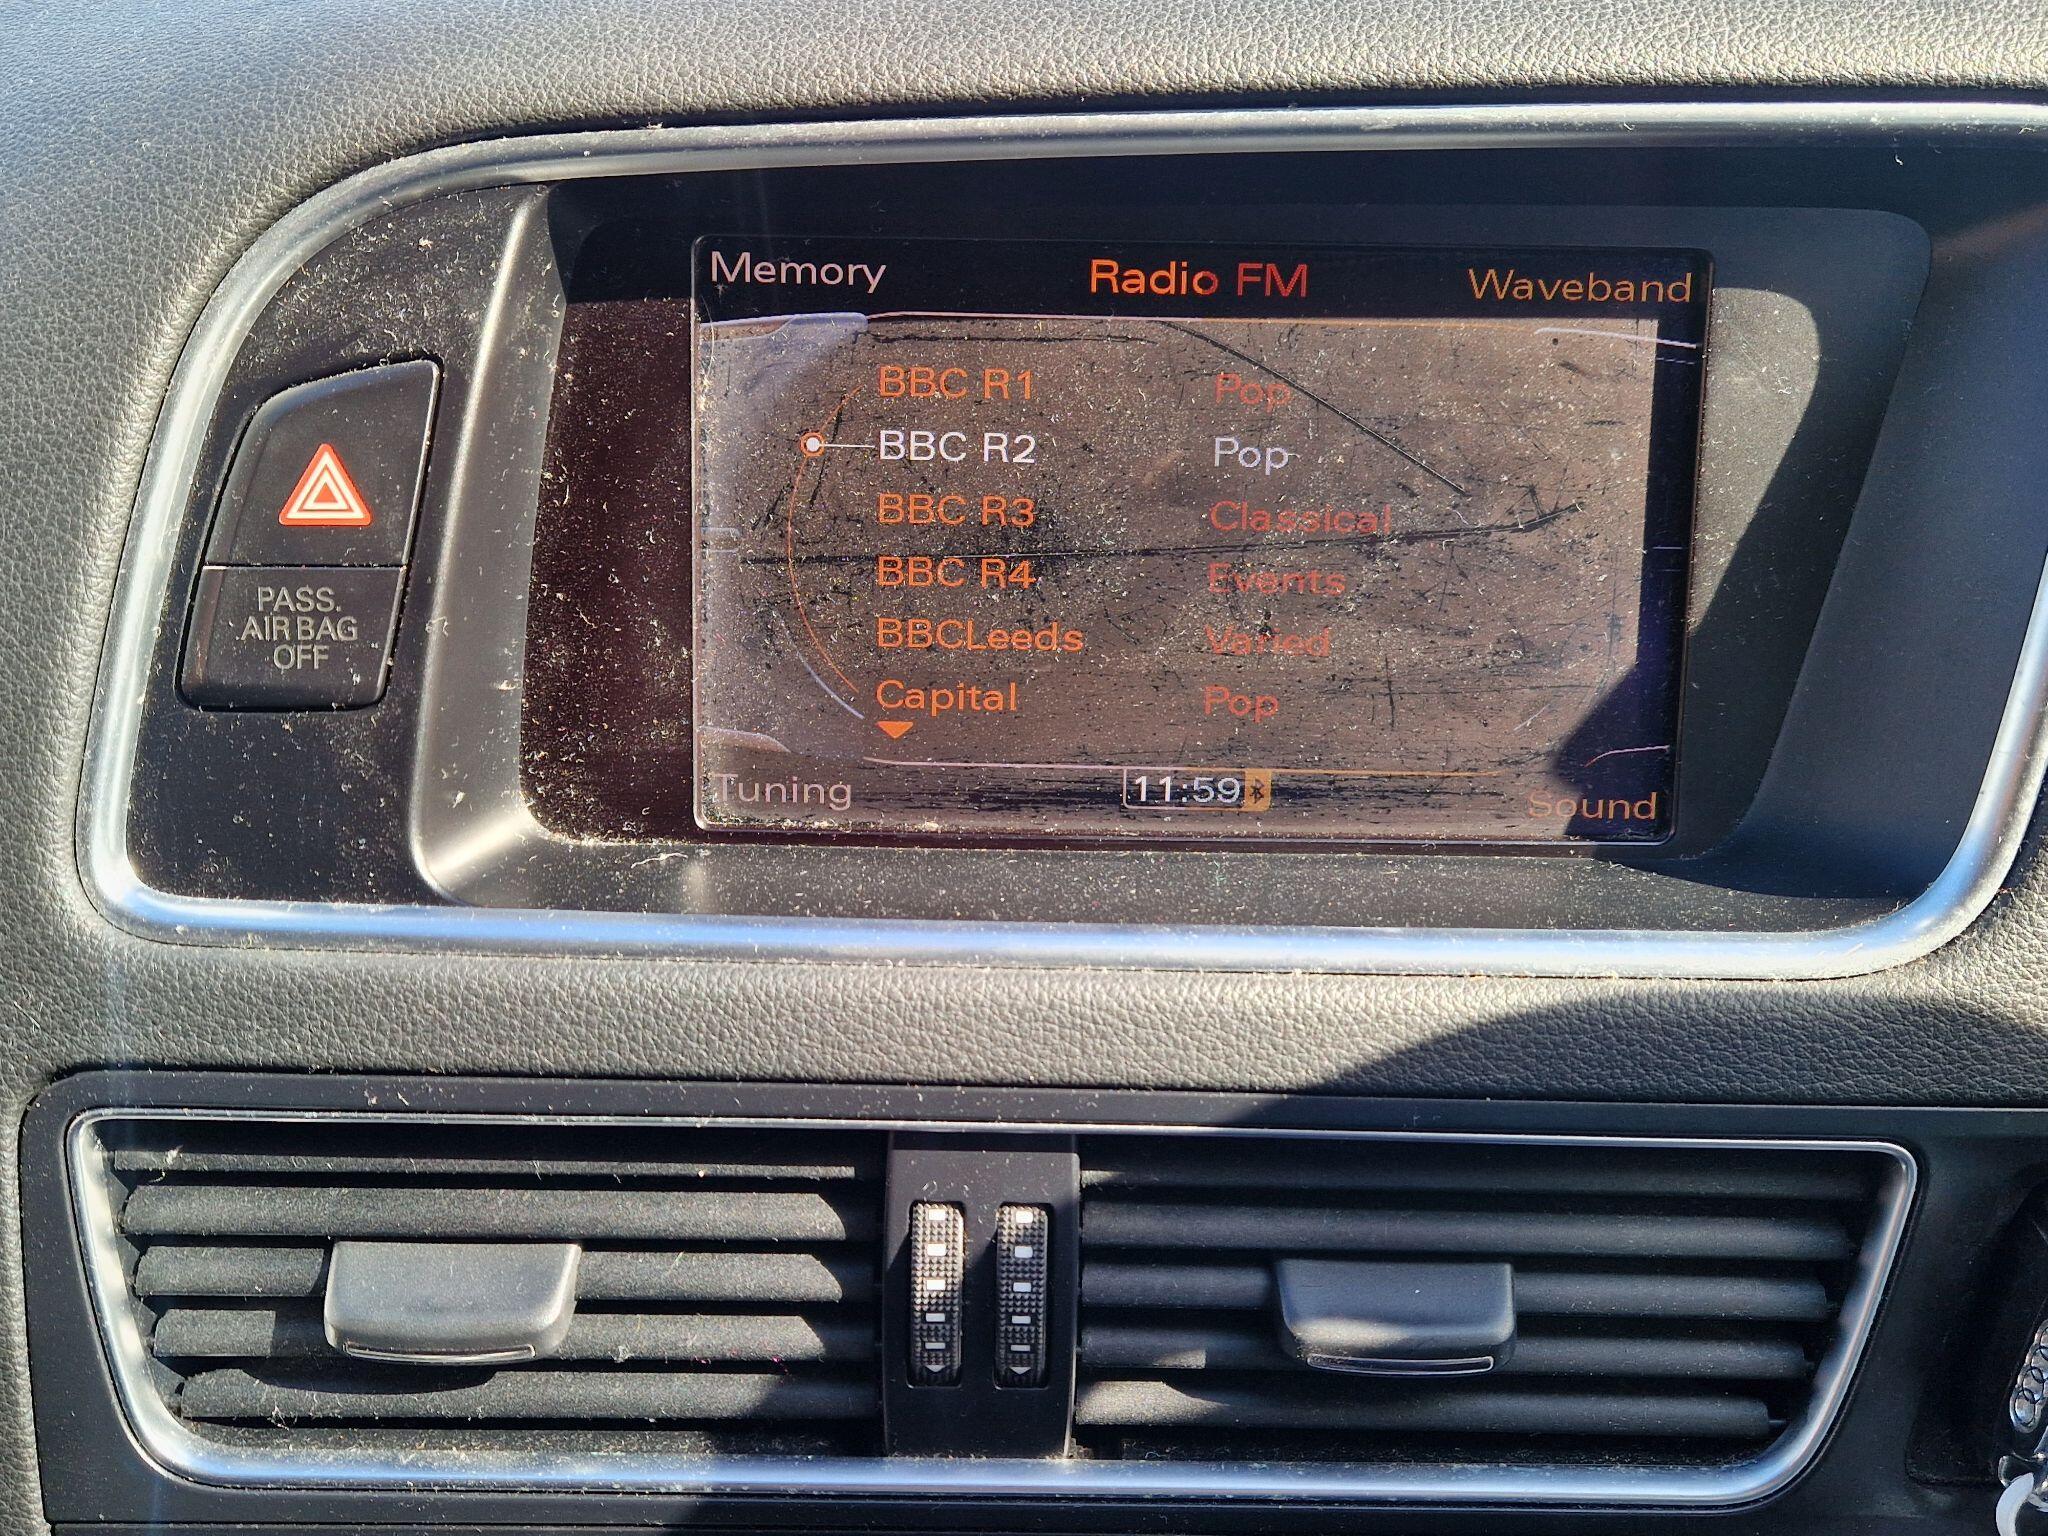 Memory Radio FM Waveband
BBC R1 Pop
BBC R2 Pop
BBC R3 Classical
BBC R4 Events
BBCLeeds Varied
Capital Pop
Tuning 11:59 Sound
PASS.
AIR BAG
OFF